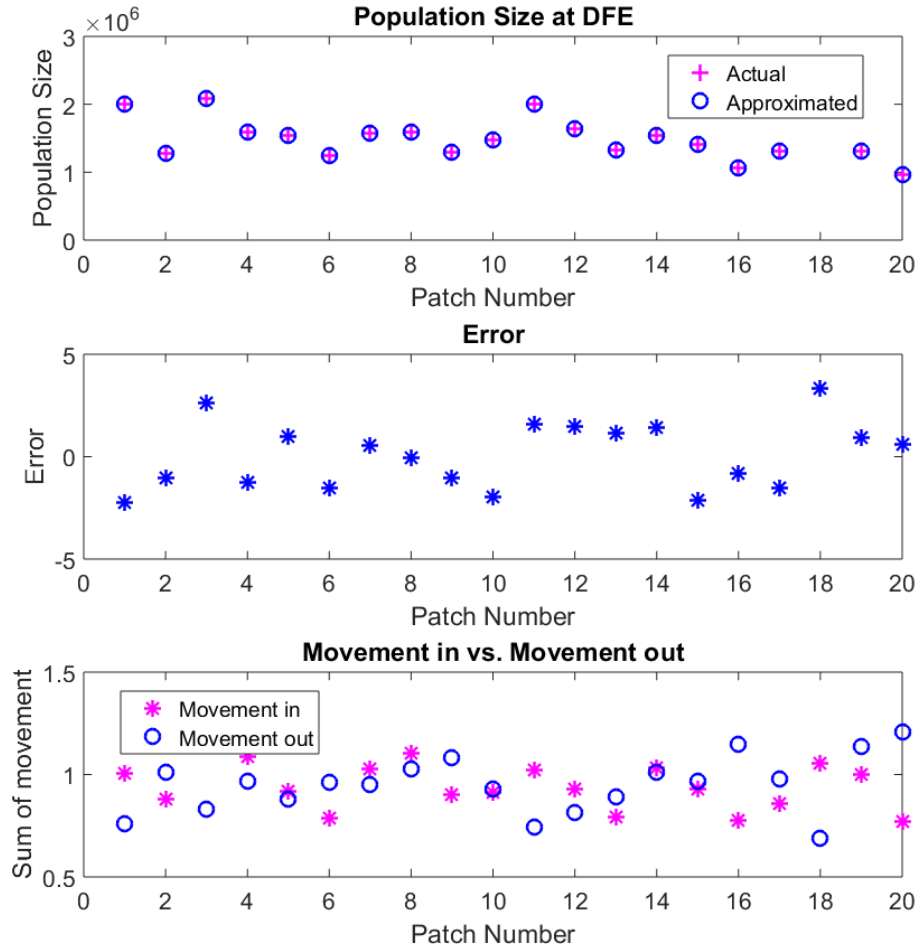 Population Size at DFE
×10⁶
3
2
1
0
Population Size
Actual
Approximated
0 2 4 6 8 10 12 14 16 18 20
Patch Number
Error
5
0
-5
Error
0 2 4 6 8 10 12 14 16 18 20
Patch Number
Movement in vs. Movement out
1.5
1
0.5
Sum of movement
Movement in
Movement out
0 2 4 6 8 10 12 14 16 18 20
Patch Number